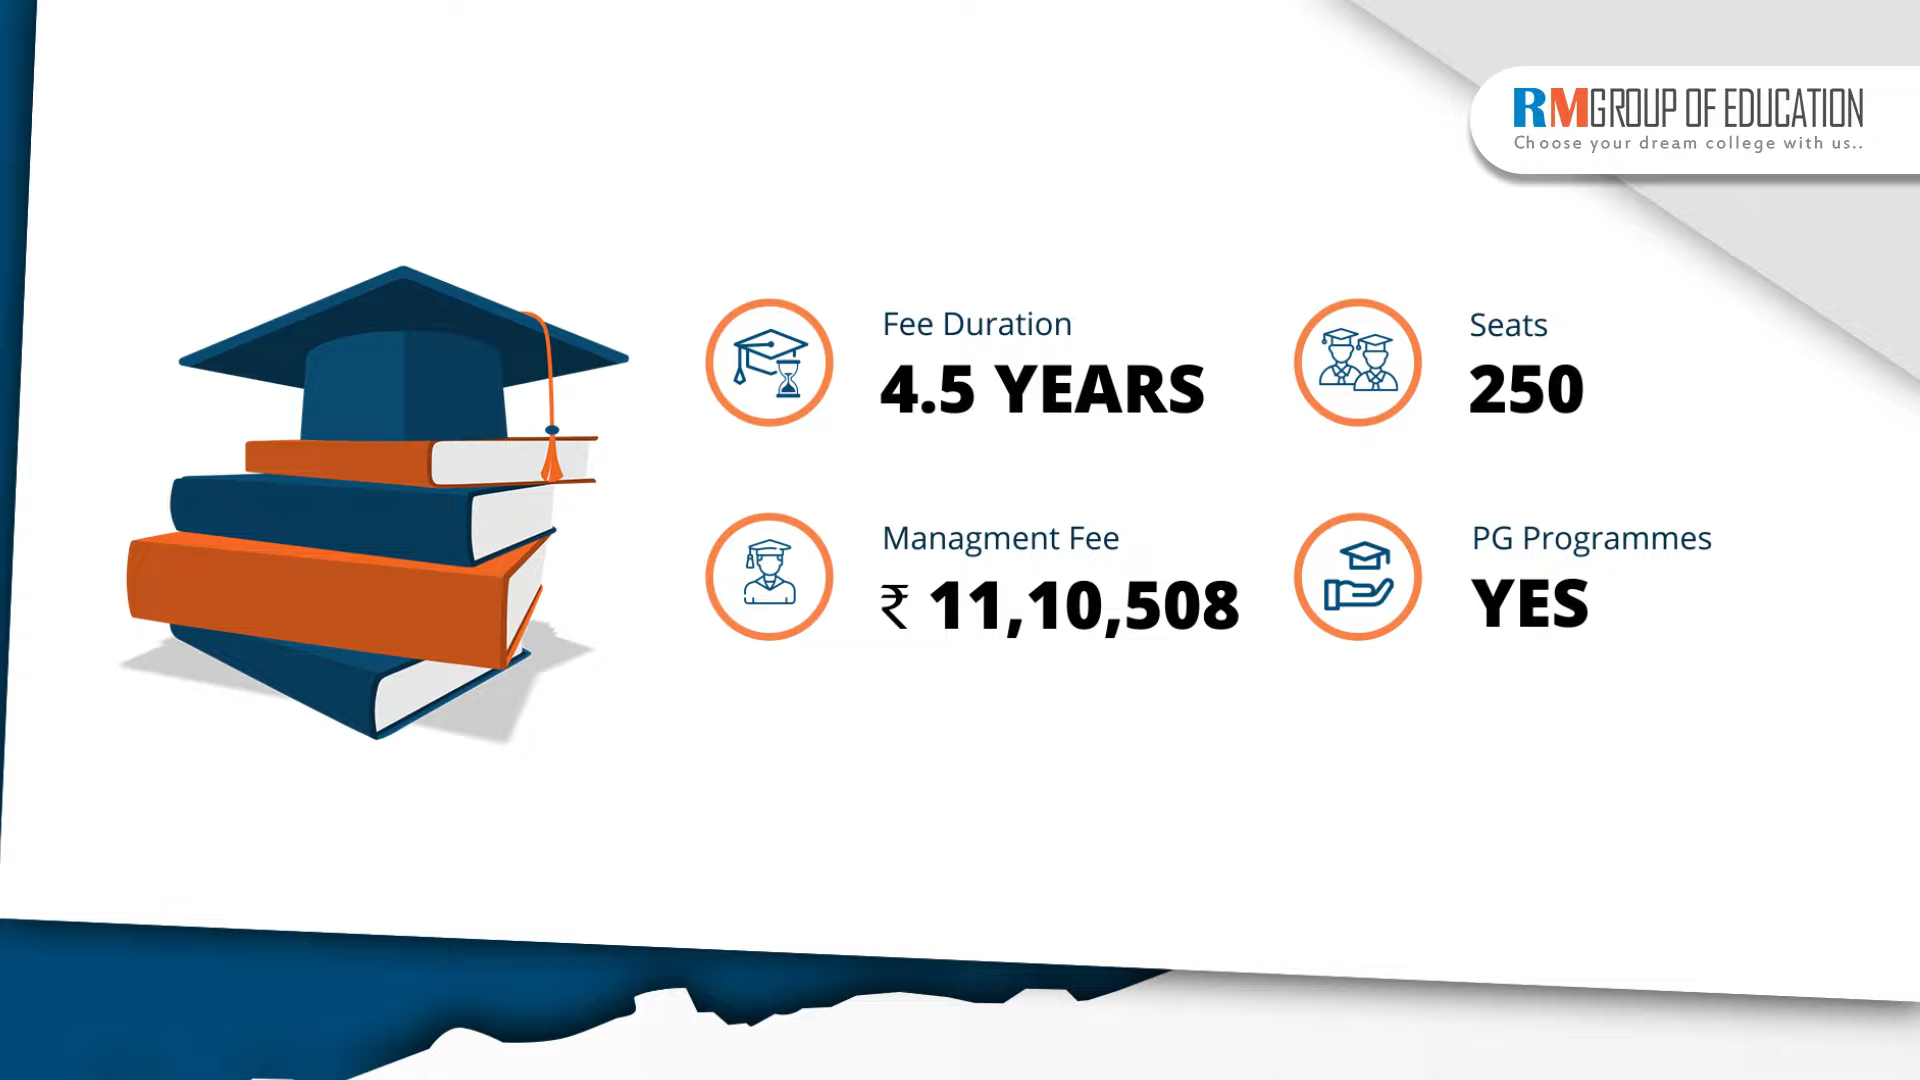 RMGROUP OF EDUCATION
Choose your dream college with us..
Fee Duration
4.5 YEARS
Seats
250
Managment Fee
₹ 11,10,508
PG Programmes
YES